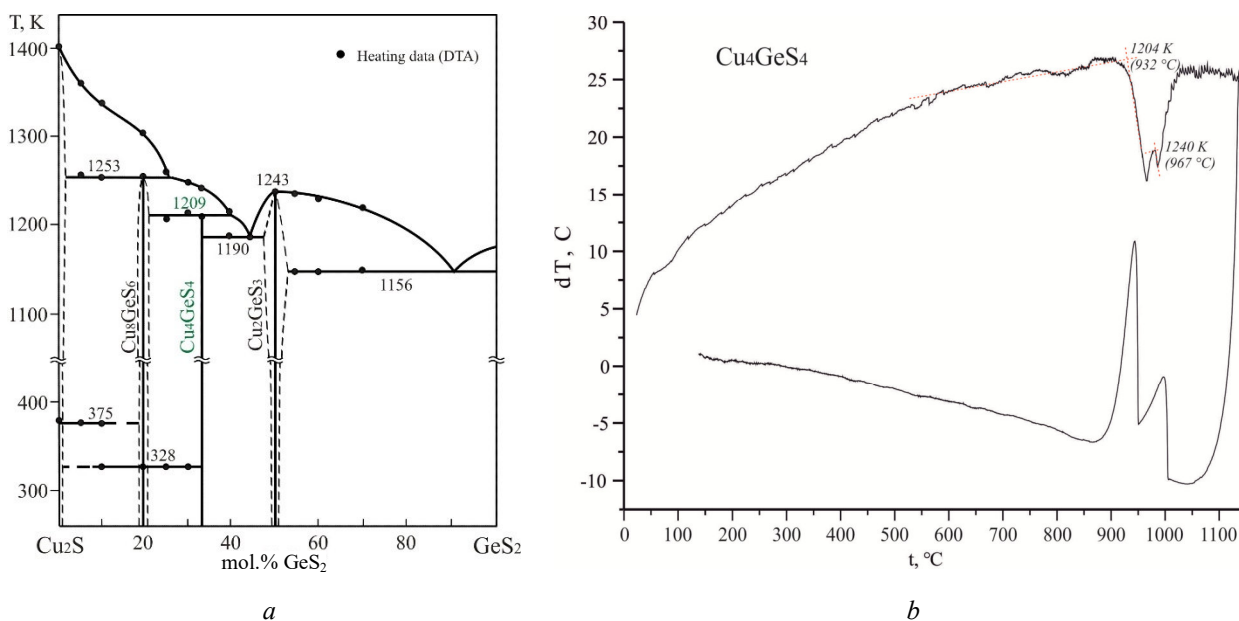 T, K
1400
1300
1200
1100
400
300
● Heating data (DTA)
1253
1243
1209
1190
1156
Cu₈GeS₆
Cu₄GeS₄
Cu₂GeS₃
375
328
Cu₂S
20
40
60
80
GeS₂
mol.% GeS₂
a
Cu₄GeS₄
1204 K
(932 °C)
1240 K
(967 °C)
dT, C
30
25
20
15
10
5
0
-5
-10
0
100
200
300
400
500
600
700
800
900
1000
1100
t, °C
b